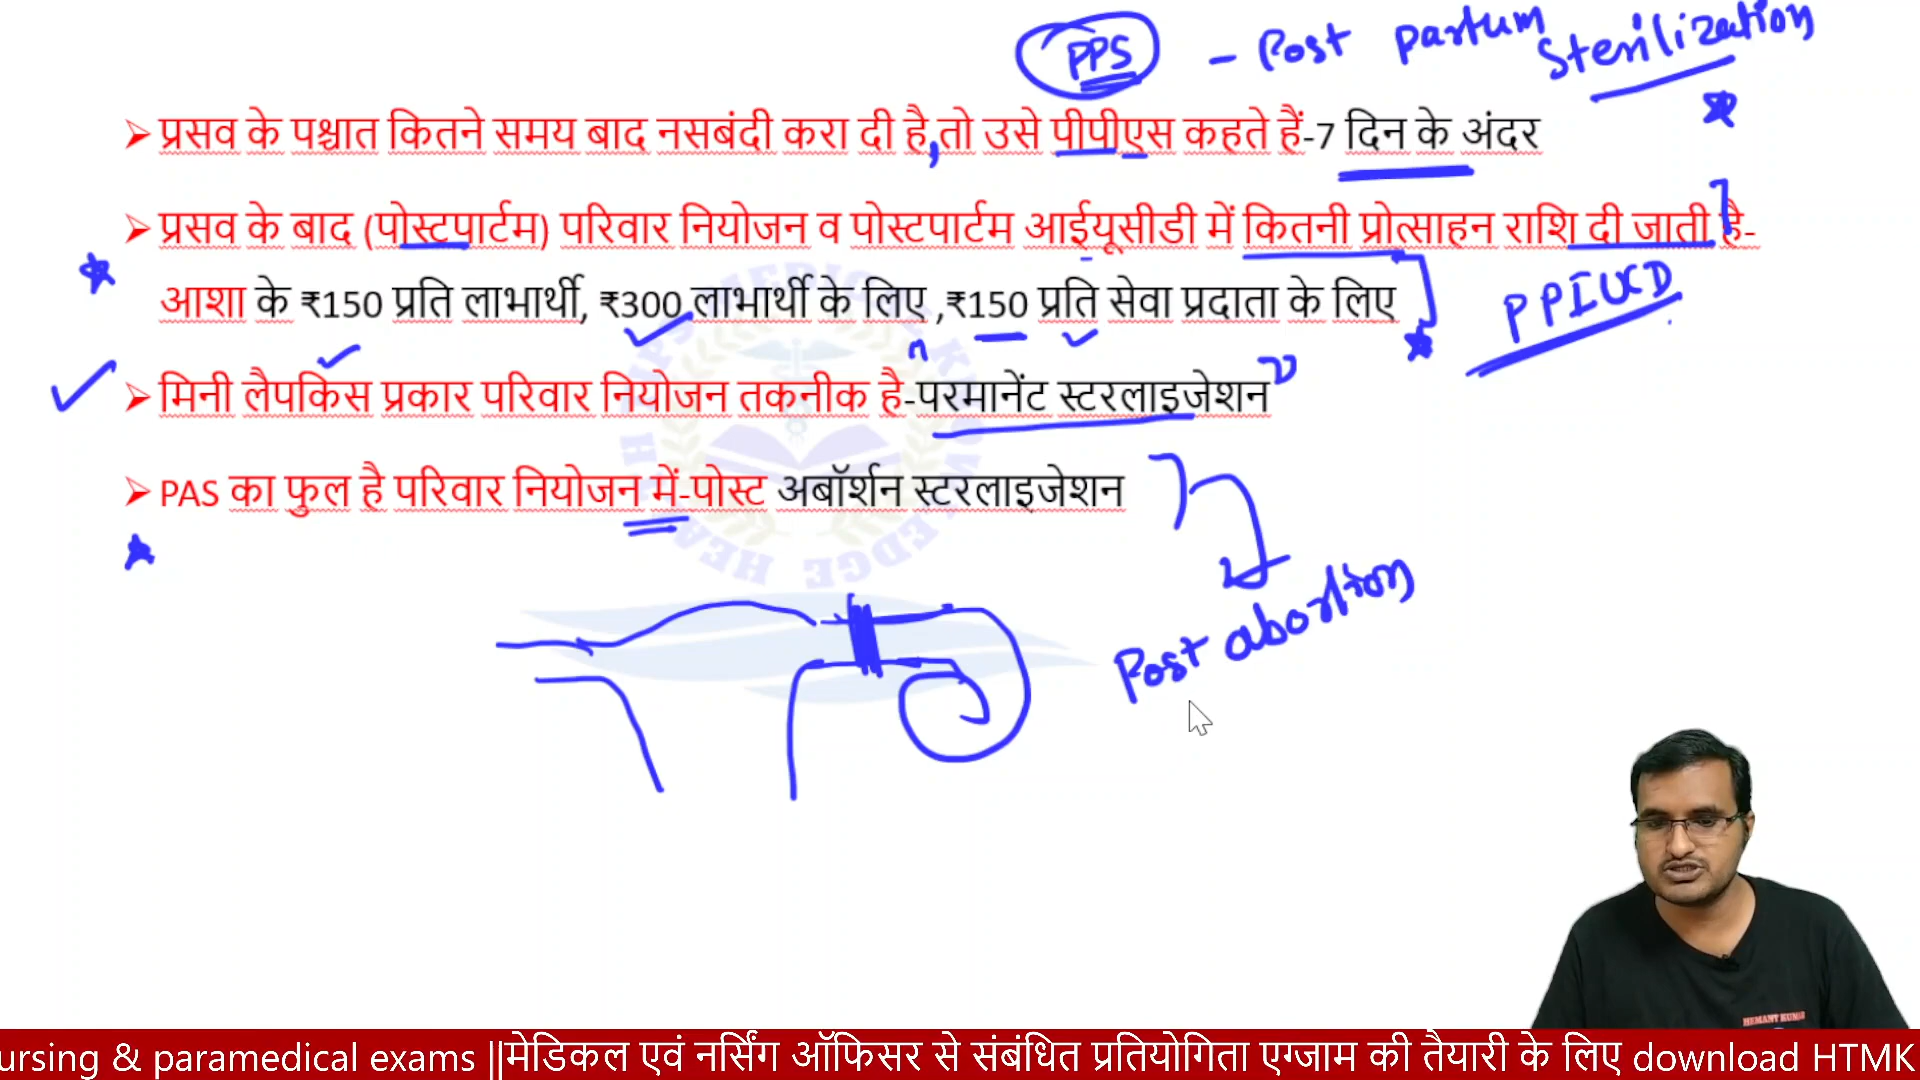 PPS - Post partum Sterilization
➢ प्रसव के पश्चात कितने समय बाद नसबंदी करा दी है,तो उसे पीपीएस कहते हैं-7 दिन के अंदर
➢ प्रसव के बाद (पोस्टपार्टम) परिवार नियोजन व पोस्टपार्टम आईयूसीडी में कितनी प्रोत्साहन राशि दी जाती है-
आशा के ₹150 प्रति लाभार्थी, ₹300 लाभार्थी के लिए ,₹150 प्रति सेवा प्रदाता के लिए
PPIUCD
➢ मिनी लैपकिस प्रकार परिवार नियोजन तकनीक है-परमानेंट स्टरलाइजेशन
➢ PAS का फुल है परिवार नियोजन में-पोस्ट अबॉर्शन स्टरलाइजेशन
Post abortion
HEMANT KUMAR
ursing & paramedical exams ||मेडिकल एवं नर्सिंग ऑफिसर से संबंधित प्रतियोगिता एग्जाम की तैयारी के लिए download HTMK